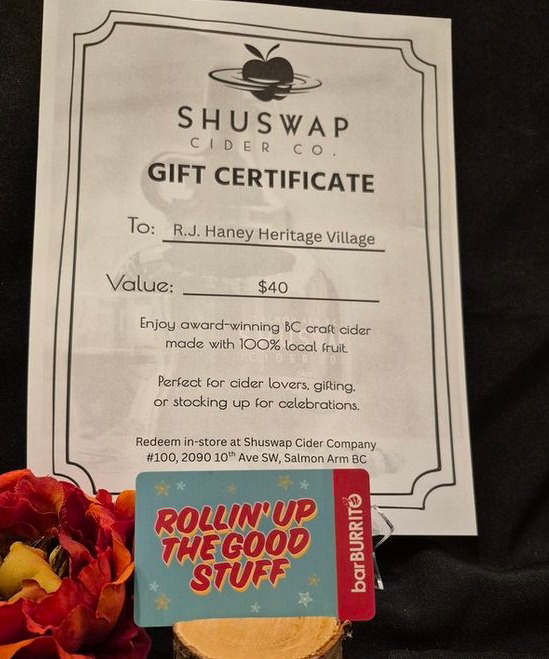 SHUSWAP
CIDER CO.
GIFT CERTIFICATE
To: R.J. Haney Heritage Village
Value: $40
Enjoy award-winning BC craft cider
made with 100% local fruit.
Perfect for cider lovers, gifting,
or stocking up for celebrations.
Redeem in-store at Shuswap Cider Company
#100, 2090 10th Ave SW, Salmon Arm BC
ROLLIN' UP
THE GOOD
STUFF
barBURRITO